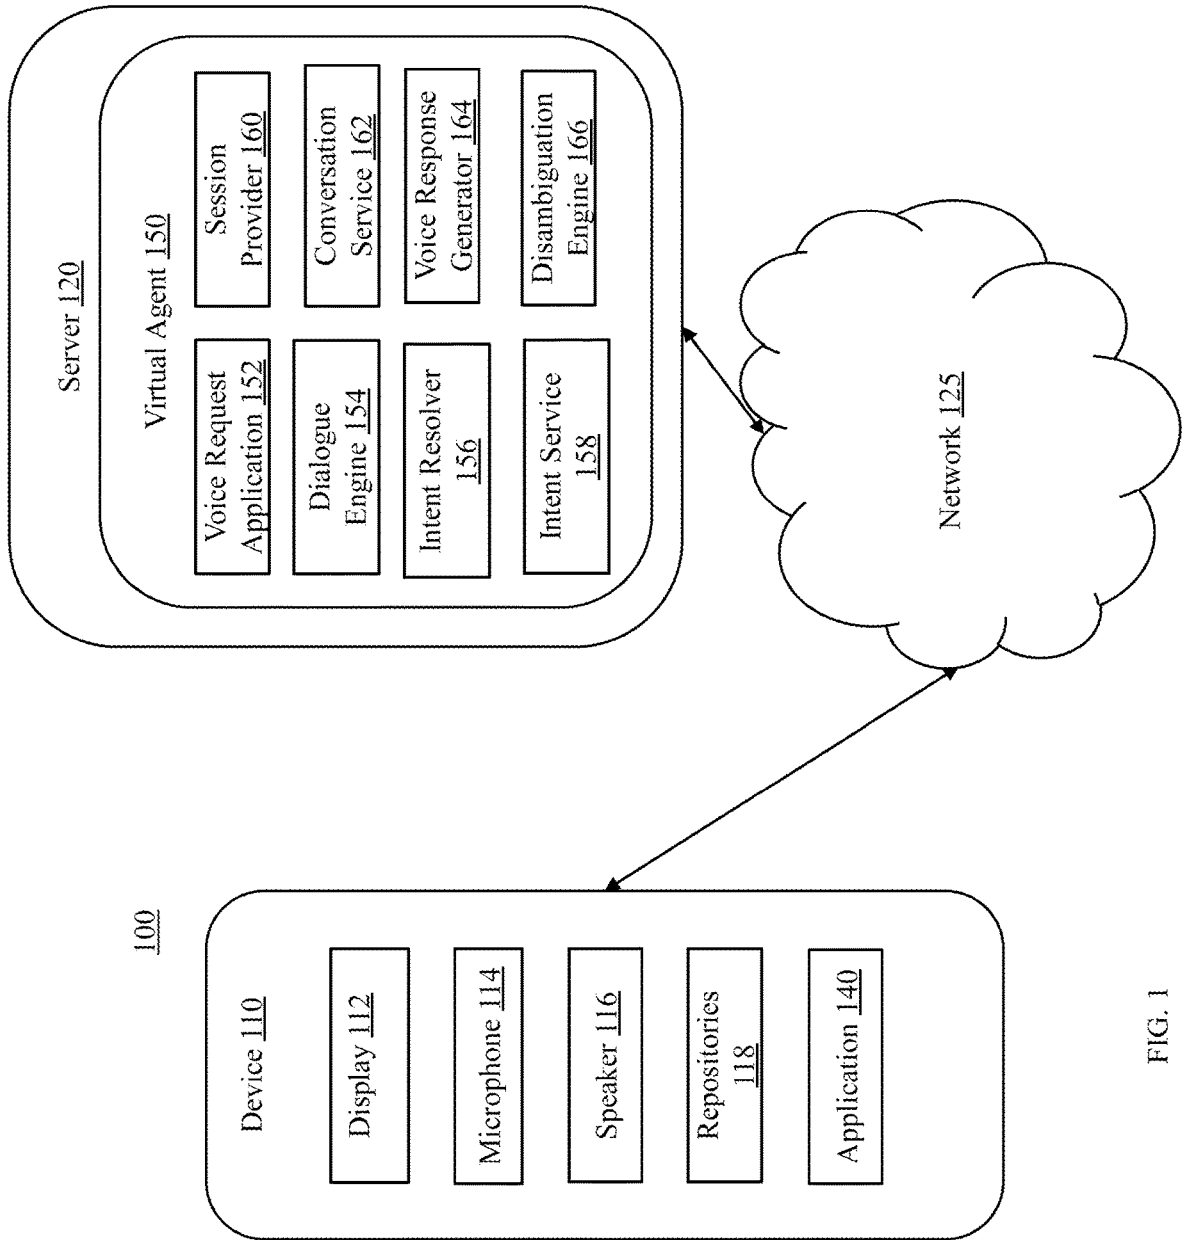 100
Device 110
Display 112
Microphone 114
Speaker 116
Repositories
118
Application 140
Server 120
Virtual Agent 150
Voice Request
Application 152
Session
Provider 160
Dialogue
Engine 154
Conversation
Service 162
Intent Resolver
156
Voice Response
Generator 164
Intent Service
158
Disambiguation
Engine 166
Network 125
FIG. 1